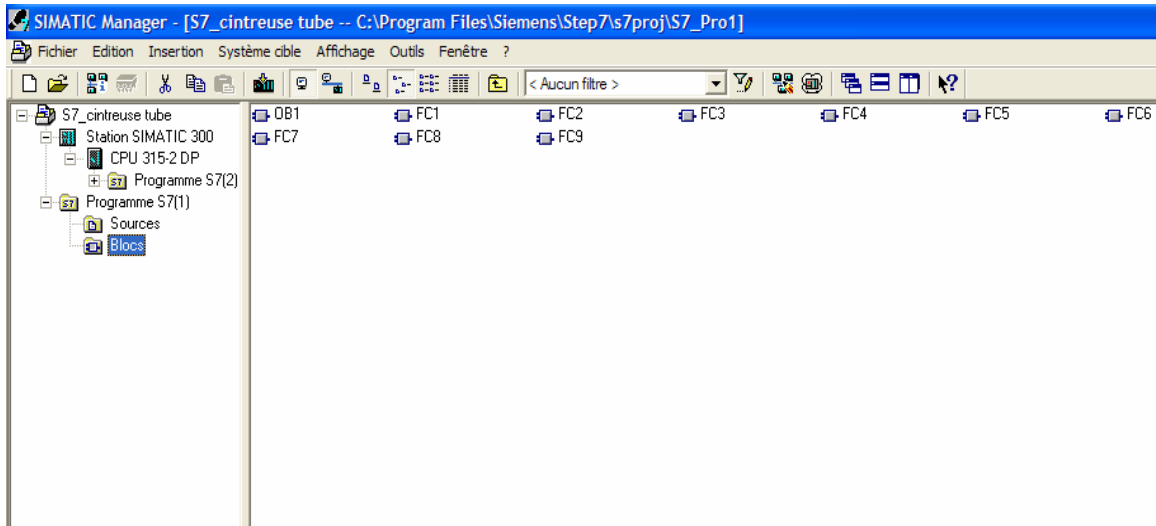 SIMATIC Manager - [S7_cintreuse tube -- C:\Program Files\Siemens\Step7\s7proj\S7_Pro1]
Fichier Edition Insertion Système cible Affichage Outils Fenêtre ?
< Aucun filtre >
S7_cintreuse tube
Station SIMATIC 300
CPU 315-2 DP
Programme S7(2)
Programme S7(1)
Sources
Blocs
OB1 FC1 FC2 FC3 FC4 FC5 FC6
FC7 FC8 FC9